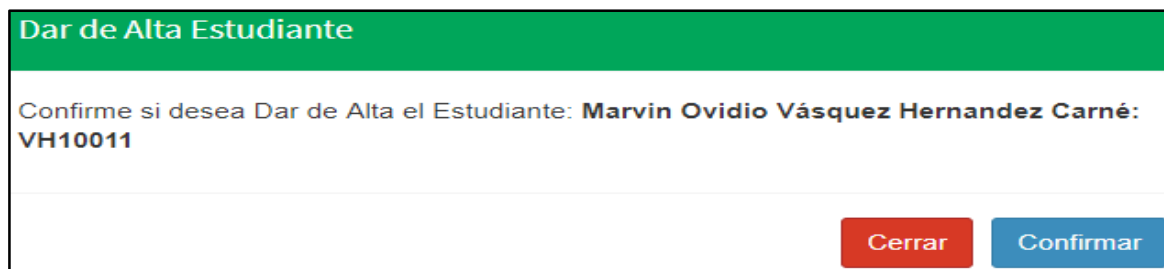 Dar de Alta Estudiante
Confirme si desea Dar de Alta el Estudiante: Marvin Ovidio Vásquez Hernandez Carné:
VH10011
Cerrar Confirmar